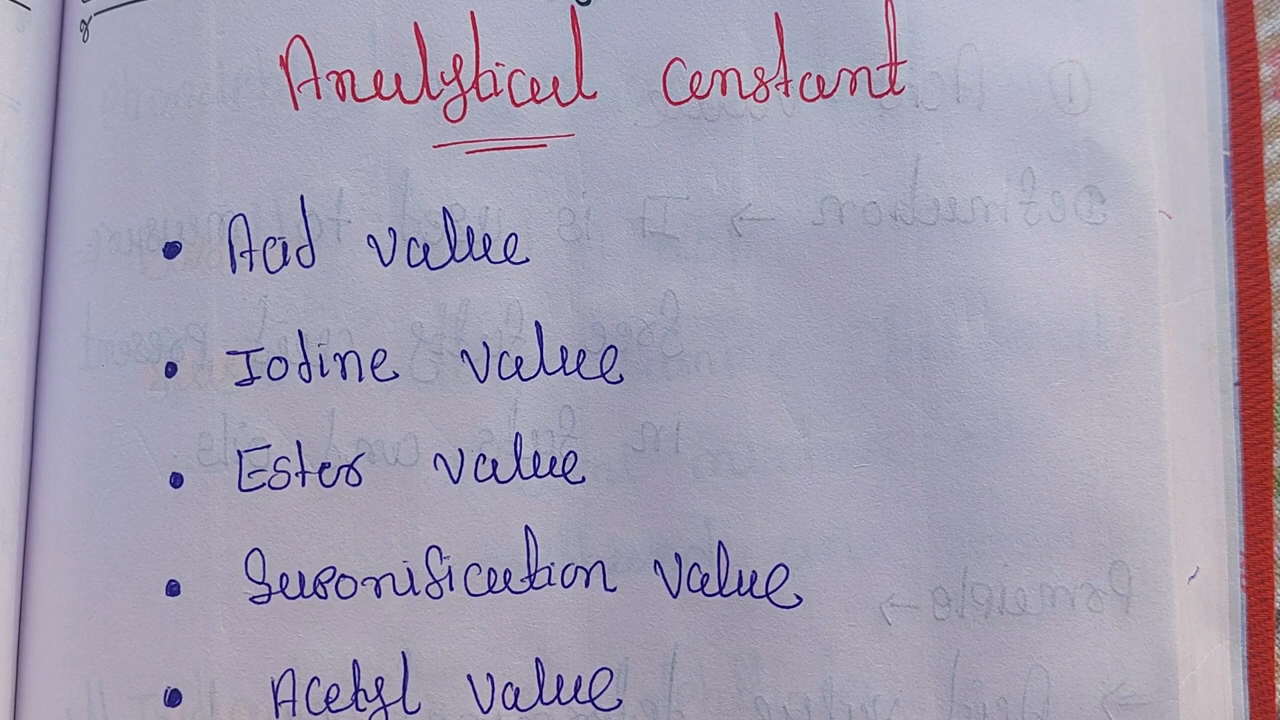 Analytical constant
• Acid value
• Iodine value
• Ester value
• Saponification value
• Acetyl value